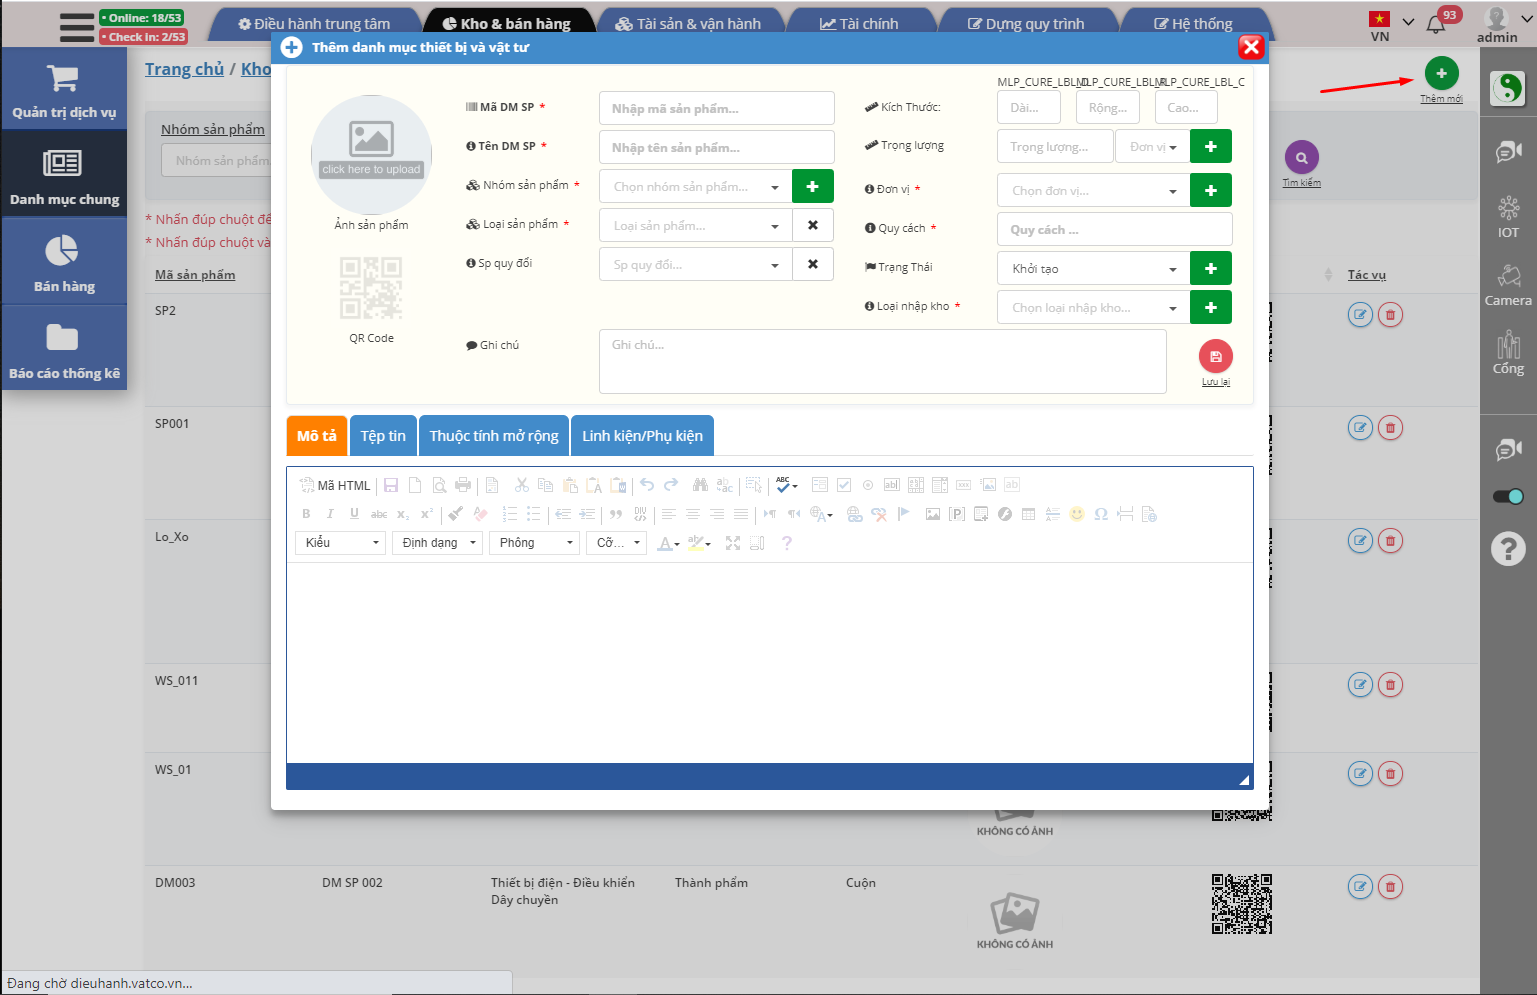 Online: 18/53
Check in: 2/53
Điều hành trung tâm
Kho & bán hàng
Tài sản & vận hành
Tài chính
Dựng quy trình
Hệ thống
VN
93
admin
Thêm danh mục thiết bị và vật tư
Trang chủ / Kho
Thêm mới
Quản trị dịch vụ
Danh mục chung
Bán hàng
Báo cáo thống kê
Nhóm sản phẩm
Nhóm sản phẩm.
Tìm kiếm
* Nhấn đúp chuột để
* Nhấn đúp chuột và
Mã sản phẩm
Tác vụ
SP2
SP001
Lo_Xo
WS_011
WS_01
KHÔNG CÓ ẢNH
DM003
DM SP 002
Thiết bị điện - Điều khiển
Dây chuyền
Thành phẩm
Cuộn
KHÔNG CÓ ẢNH
click here to upload
Ảnh sản phẩm
QR Code
Mã DM SP *
Nhập mã sản phẩm...
Tên DM SP *
Nhập tên sản phẩm...
Nhóm sản phẩm *
Chọn nhóm sản phẩm...
Loại sản phẩm *
Loại sản phẩm...
Sp quy đổi
Sp quy đổi...
Ghi chú
Ghi chú...
MLP_CURE_LBL_C
Kích Thước:
Dài...
Rộng...
Cao...
Trọng lượng
Trọng lượng...
Đơn vị
Đơn vị *
Chọn đơn vị...
Quy cách *
Quy cách ...
Trạng Thái
Khởi tạo
Loại nhập kho *
Chọn loại nhập kho...
Lưu lại
Mô tả
Tệp tin
Thuộc tính mở rộng
Linh kiện/Phụ kiện
Mã HTML
Kiểu
Định dạng
Phông
Cỡ...
IOT
Camera
Cổng
Đang chờ dieuhanh.vatco.vn...